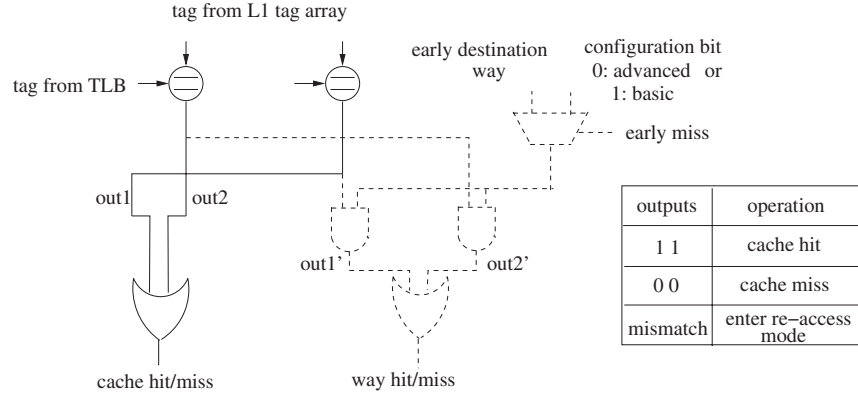 tag from L1 tag array
early destination
way
configuration bit
0: advanced or
1: basic
tag from TLB
early miss
out1
out2
out1'
out2'
cache hit/miss
way hit/miss
outputs operation
1 1 cache hit
0 0 cache miss
mismatch enter re-access
mode